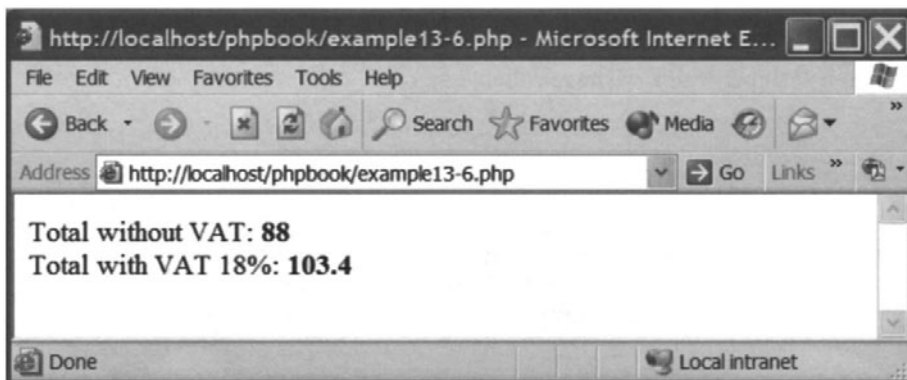 http://localhost/phpbook/example13-6.php - Microsoft Internet E...
File Edit View Favorites Tools Help
Back Search Favorites Media »
Address http://localhost/phpbook/example13-6.php Go Links »
Total without VAT: 88
Total with VAT 18%: 103.4
Done Local intranet